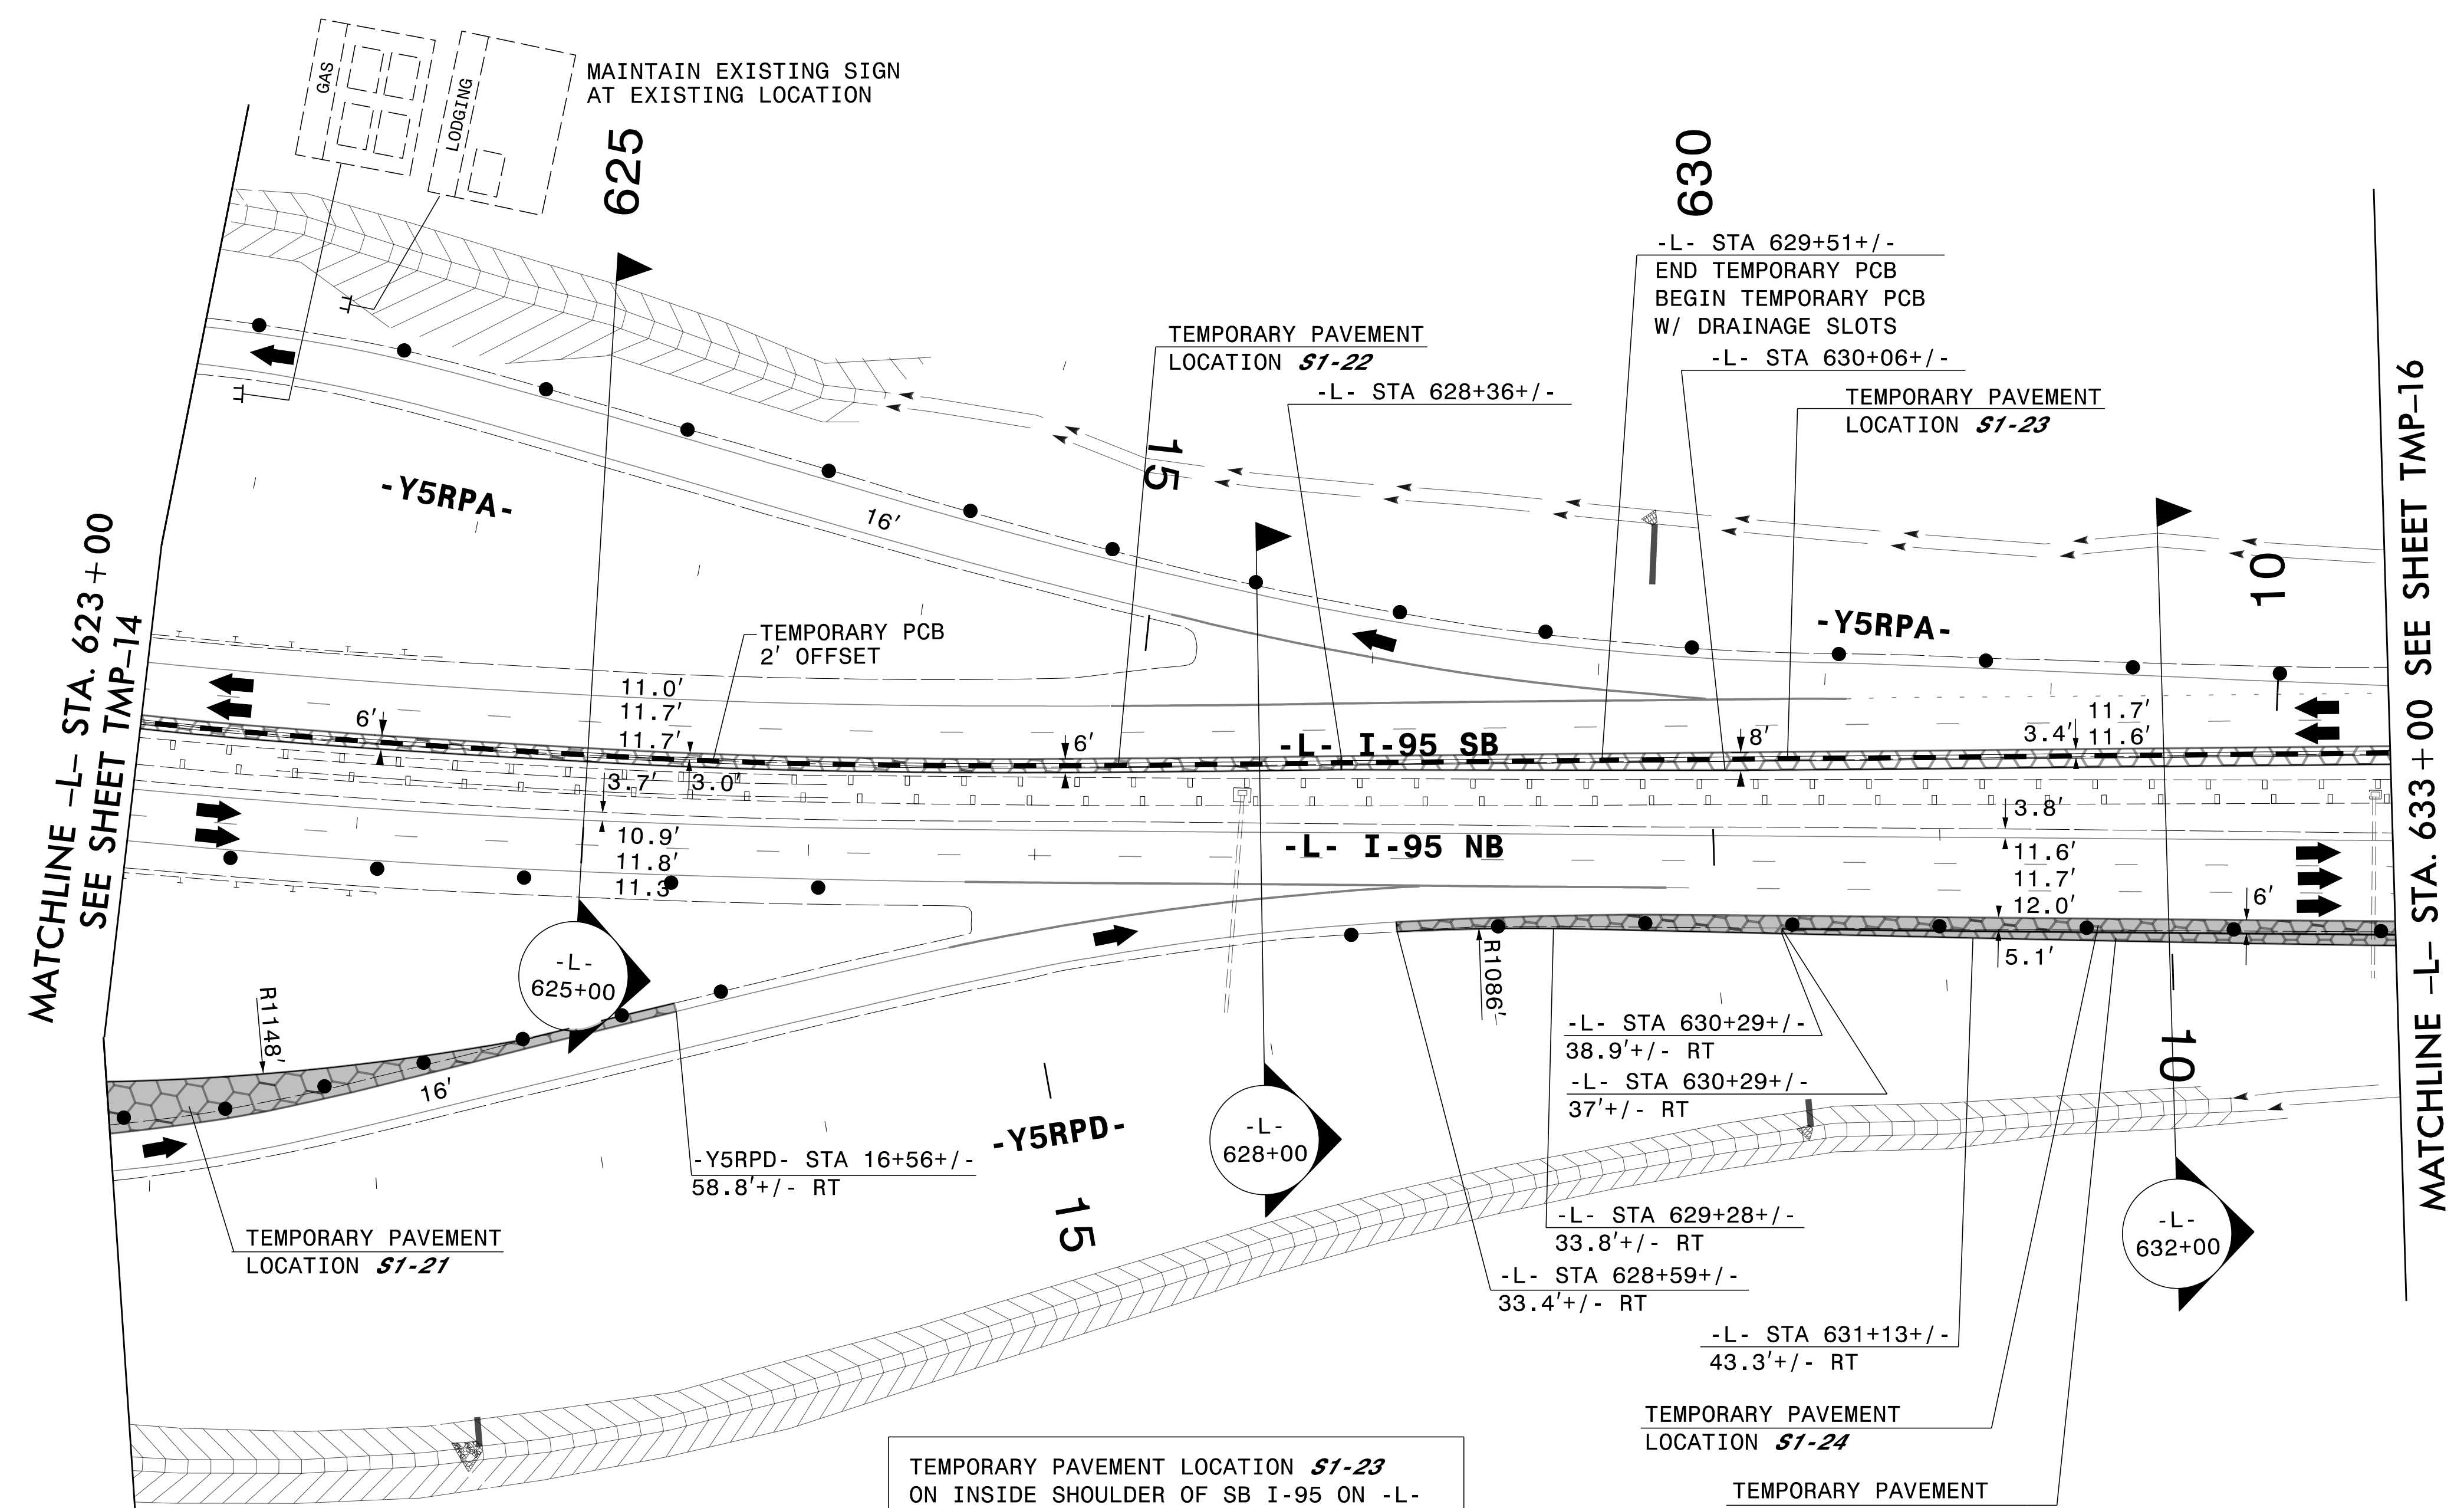 GAS
LODGING
MAINTAIN EXISTING SIGN
AT EXISTING LOCATION
625
630
-L- STA 629+51+/-
END TEMPORARY PCB
BEGIN TEMPORARY PCB
W/ DRAINAGE SLOTS
-L- STA 630+06+/-
TEMPORARY PAVEMENT
LOCATION S1-22
-L- STA 628+36+/-
TEMPORARY PAVEMENT
LOCATION S1-23
15
-Y5RPA-
16'
10
-Y5RPA-
MATCHLINE -L- STA. 623+00
SEE SHEET TMP-14
MATCHLINE -L- STA. 633+00 SEE SHEET TMP-16
TEMPORARY PCB
2' OFFSET
11.0'
11.7'
11.7'
6'
6'
8'
-L- I-95 SB
11.7'
3.4'
11.6'
3.7'
3.0'
3.8'
10.9'
11.8'
11.3'
-L- I-95 NB
11.6'
11.7'
12.0'
6'
5.1'
-L-
625+00
R1148'
R1086'
16'
-L- STA 630+29+/-
38.9'+/- RT
-L- STA 630+29+/-
37'+/- RT
10
-Y5RPD- STA 16+56+/-
58.8'+/- RT
-Y5RPD-
15
-L-
628+00
-L- STA 629+28+/-
33.8'+/- RT
-L- STA 628+59+/-
33.4'+/- RT
-L-
632+00
TEMPORARY PAVEMENT
LOCATION S1-21
-L- STA 631+13+/-
43.3'+/- RT
TEMPORARY PAVEMENT
LOCATION S1-24
TEMPORARY PAVEMENT LOCATION S1-23
ON INSIDE SHOULDER OF SB I-95 ON -L-
TEMPORARY PAVEMENT